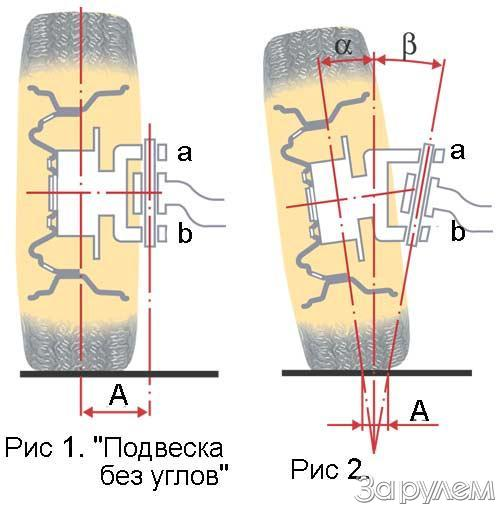 α β
a
b
a
b
A
A
Рис 1. "Подвеска
без углов"
Рис 2.
За рулем